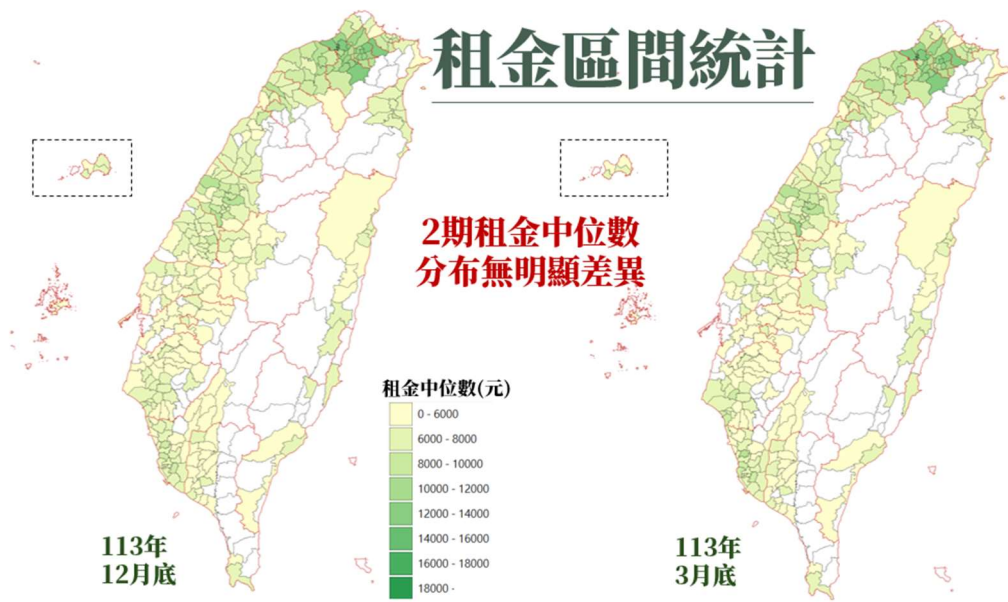 租金區間統計
2期租金中位數
分布無明顯差異
租金中位數(元)
0 - 6000
6000 - 8000
8000 - 10000
10000 - 12000
12000 - 14000
14000 - 16000
16000 - 18000
18000 -
113年
12月底
113年
3月底